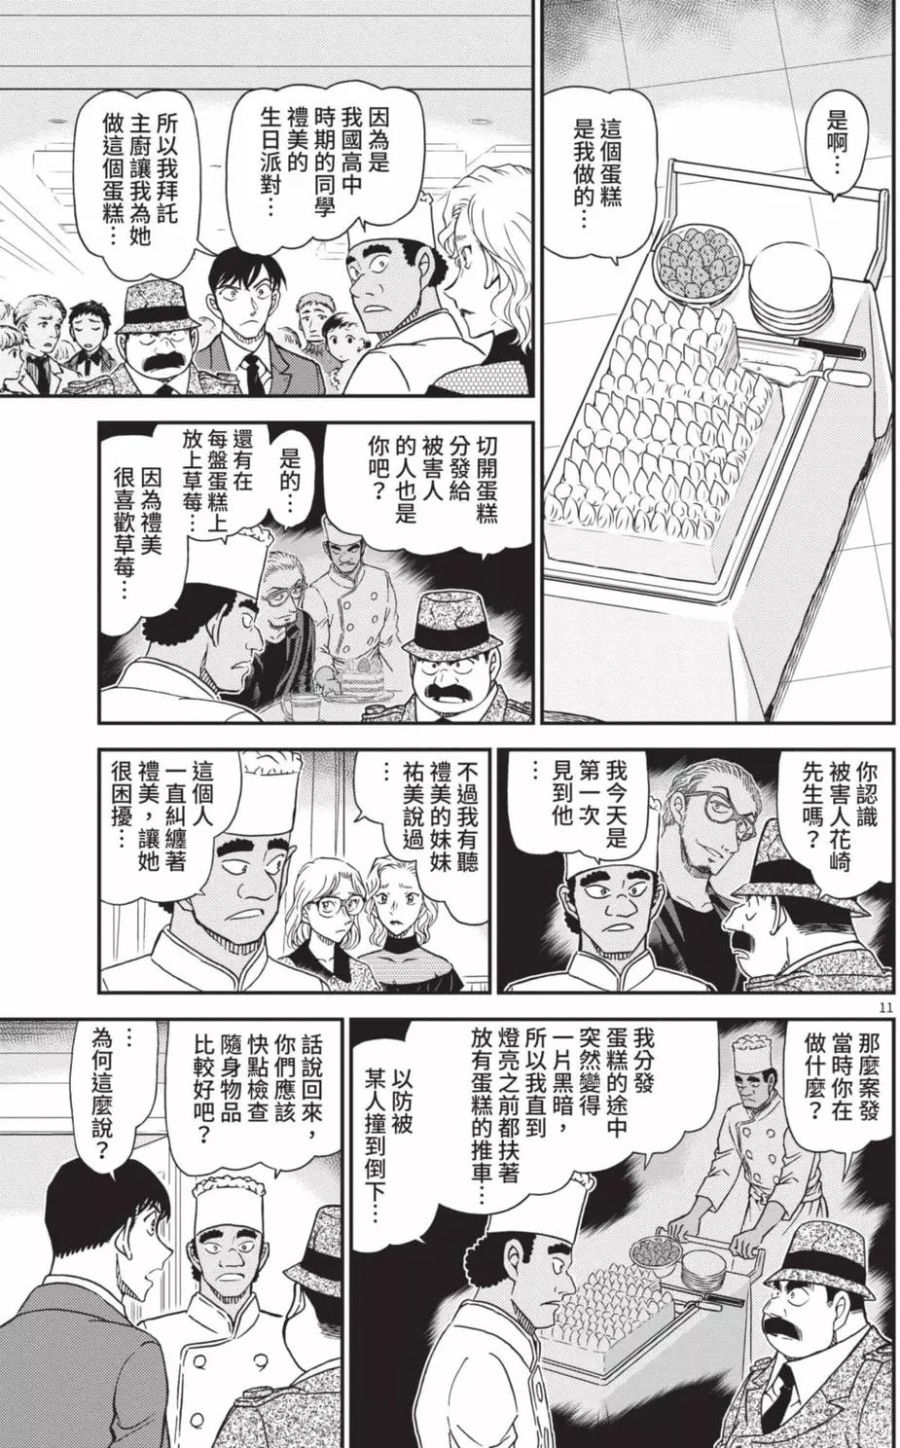 是啊…
這個蛋糕
是我做的…
因為是
我國高中
時期的同學
禮美的
生日派對…
所以我拜託
主廚讓我為她
做這個蛋糕…
切開蛋糕
分發給
被害人
的人也是
你吧？
是的…
還有在
每盤蛋糕上
放上草莓…
因為禮美
很喜歡草莓…
你認識
被害人花崎
先生嗎？
我今天是
第一次
見到他
…
不過我有聽
禮美的妹妹
祐美說過
…
這個人
一直糾纏著
禮美，讓她
很困擾…
11
那麼案發
當時你在
做什麼？
我分發
蛋糕的途中
突然變得
一片黑暗，
所以我直到
燈亮之前都扶著
放有蛋糕的推車…
以防被
某人撞到倒下
話說回來，
你們應該
快點檢查
隨身物品
比較好吧？
…
為何這麼說？